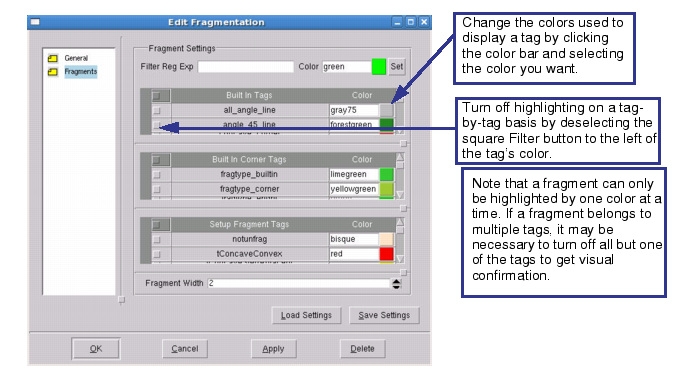 Edit Fragmentation
General
Fragments
Fragment Settings
Filter Reg Exp
Color green Set
Built In Tags Color
all_angle_line gray75
angle_45_line forestgreen
Built In Corner Tags Color
fragtype_builtin limegreen
fragtype_corner yellowgreen
Setup Fragment Tags Color
notunfrag bisque
tConcaveConvex red
Fragment Width 2
Load Settings Save Settings
OK Cancel Apply Delete
Change the colors used to
display a tag by clicking
the color bar and selecting
the color you want.
Turn off highlighting on a tag-
by-tag basis by deselecting the
square Filter button to the left of
the tag's color.
Note that a fragment can only
be highlighted by one color at a
time. If a fragment belongs to
multiple tags, it may be
necessary to turn off all but one
of the tags to get visual
confirmation.